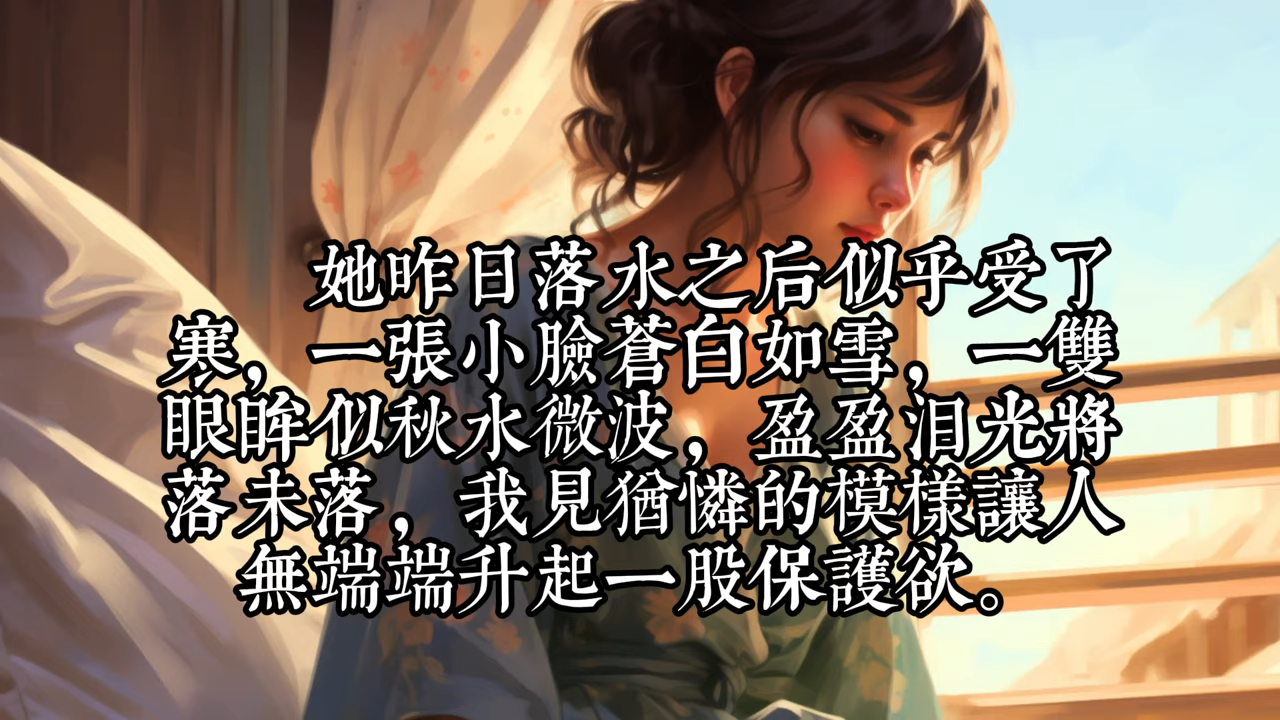 她昨日落水之后似乎受了
寒，一張小臉蒼白如雪，一雙
眼眸似秋水微波，盈盈泪光將
落未落，我見猶憐的模樣讓人
無端端升起一股保護欲。